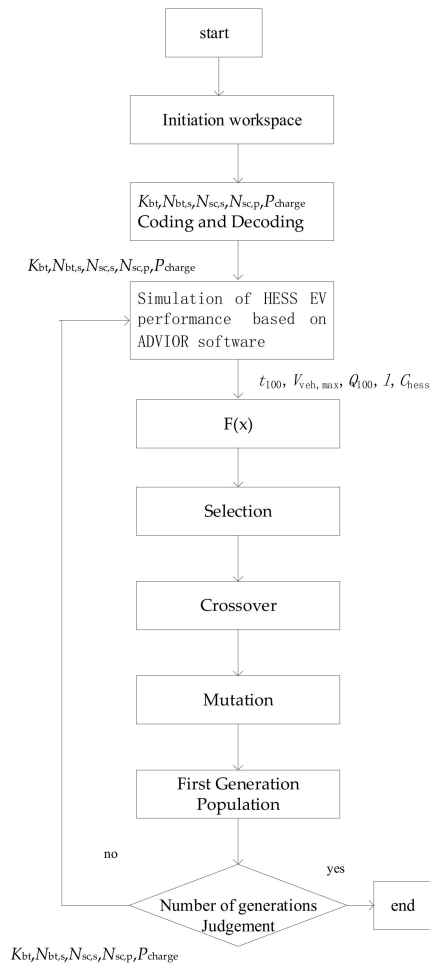 start
Initiation workspace
Kbt,Nbt,s,Nsc,s,Nsc,p,Pcharge
Coding and Decoding
Kbt,Nbt,s,Nsc,s,Nsc,p,Pcharge
Simulation of HESS EV
performance based on
ADVIOR software
t100, Vveh,max, Q100, l, Chess
F(x)
Selection
Crossover
Mutation
First Generation
Population
no
yes
Number of generations
Judgement
end
Kbt,Nbt,s,Nsc,s,Nsc,p,Pcharge